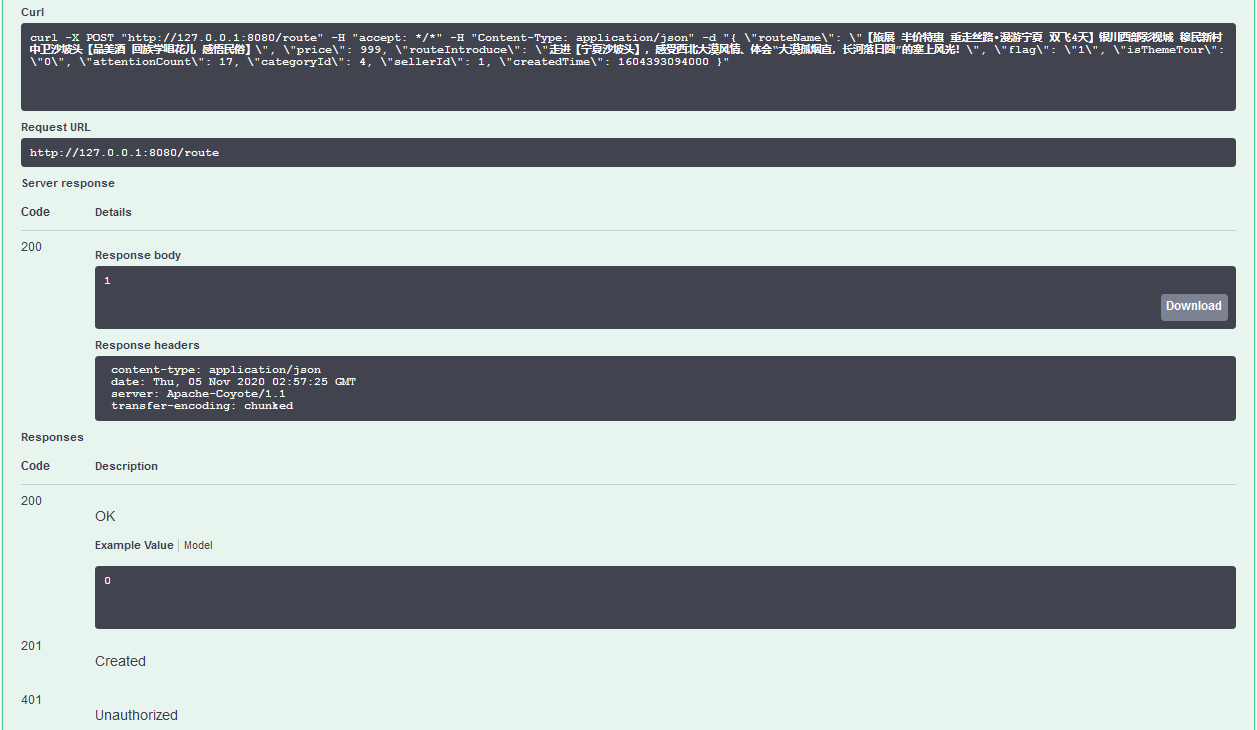 Curl
curl -X POST "http://127.0.0.1:8080/route" -H "accept: */*" -H "Content-Type: application/json" -d "{ \"routeName\": \"【旅展 半价特惠 重走丝路•漫游宁夏 双飞4天】银川西部影视城 移民新村
中卫沙坡头【品美酒 回族学唱花儿 感悟民俗】\", \"price\": 999, \"routeIntroduce\": \"走进【宁夏沙坡头】，感受西北大漠风情、体会“大漠孤烟直，长河落日圆”的塞上风光！\", \"flag\": \"1\", \"isThemeTour\":
\"0\", \"attentionCount\": 17, \"categoryId\": 4, \"sellerId\": 1, \"createdTime\": 1604393094000 }"
Request URL
http://127.0.0.1:8080/route
Server response
Code Details
200
Response body
1
Download
Response headers
content-type: application/json
date: Thu, 05 Nov 2020 02:57:25 GMT
server: Apache-Coyote/1.1
transfer-encoding: chunked
Responses
Code Description
200
OK
Example Value Model
0
201
Created
401
Unauthorized